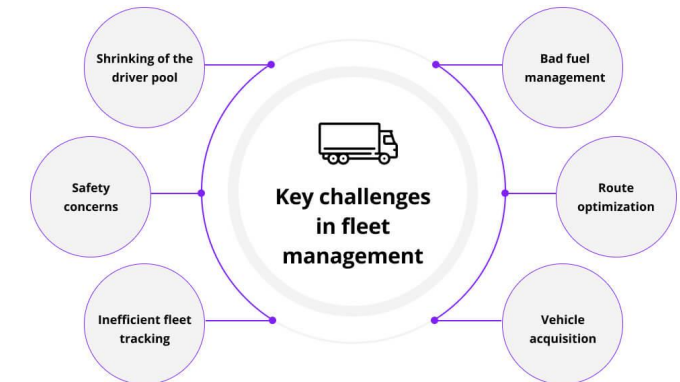 Shrinking of the
driver pool
Safety
concerns
Inefficient fleet
tracking
Key challenges
in fleet
management
Bad fuel
management
Route
optimization
Vehicle
acquisition